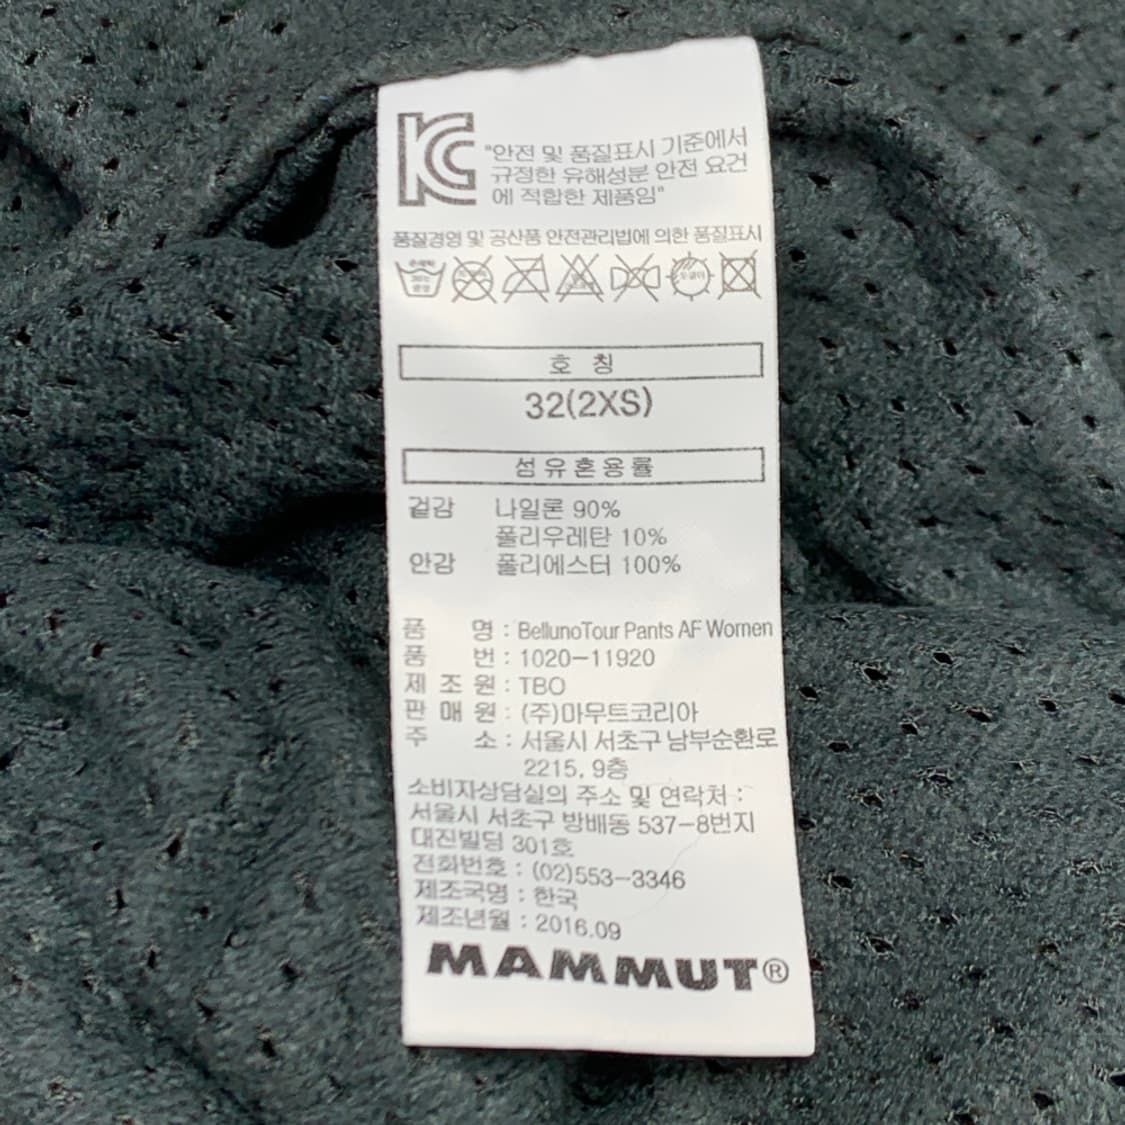 KC
"안전 및 품질표시 기준에서
규정한 유해성분 안전 요건
에 적합한 제품임"
품질경영 및 공산품 안전관리법에 의한 품질표시
호 칭
32(2XS)
섬유혼용률
겉감 나일론 90%
폴리우레탄 10%
안감 폴리에스터 100%
품 명 : BellunoTour Pants AF Women
품 번 : 1020-11920
제 조 원 : TBO
판 매 원 : (주)마무트코리아
주 소 : 서울시 서초구 남부순환로
2215, 9층
소비자상담실의 주소 및 연락처 :
서울시 서초구 방배동 537-8번지
대진빌딩 301호
전화번호 : (02)553-3346
제조국명 : 한국
제조년월 : 2016.09
MAMMUT®